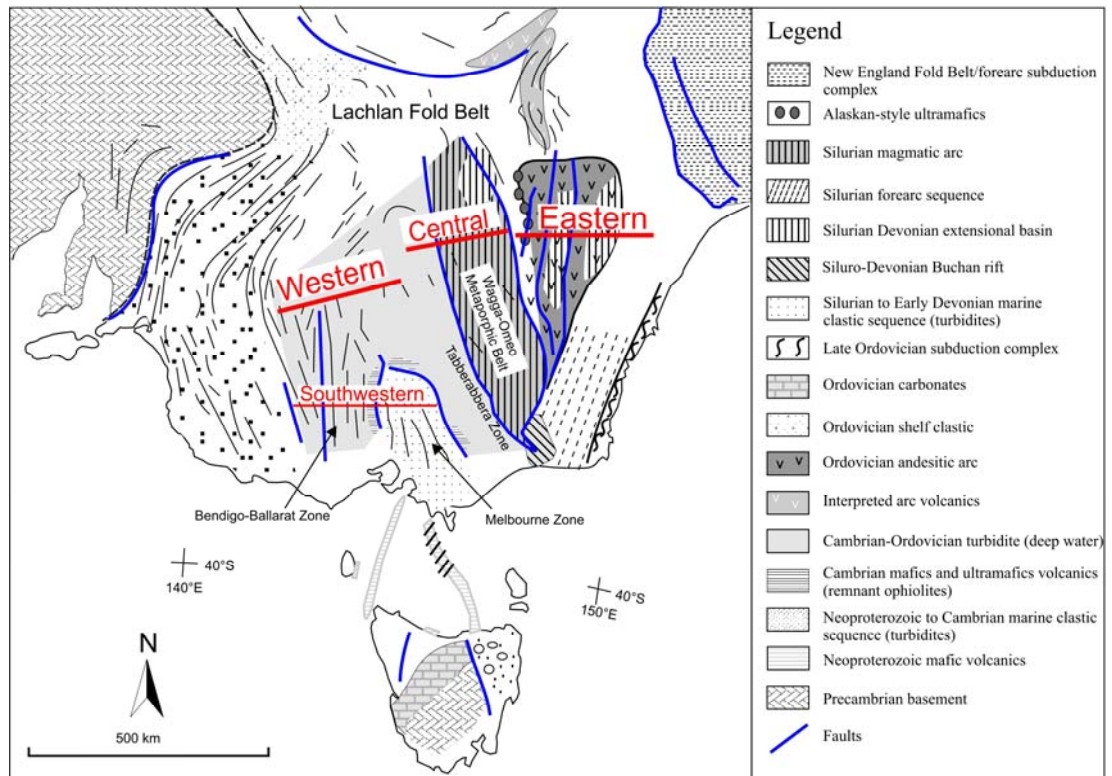 Lachlan Fold Belt
Central
Eastern
Western
Wagga-Omec
Metaporphic Belt
Tabberabbera Zone
Southwestern
Bendigo-Ballarat Zone
Melbourne Zone
40°S
140°E
40°S
150°E
N
500 km
Legend
New England Fold Belt/forearc subduction
complex
Alaskan-style ultramafics
Silurian magmatic arc
Silurian forearc sequence
Silurian Devonian extensional basin
Siluro-Devonian Buchan rift
Silurian to Early Devonian marine
clastic sequence (turbidites)
Late Ordovician subduction complex
Ordovician carbonates
Ordovician shelf clastic
Ordovician andesitic arc
Interpreted arc volcanics
Cambrian-Ordovician turbidite (deep water)
Cambrian mafics and ultramafics volcanics
(remnant ophiolites)
Neoproterozoic to Cambrian marine clastic
sequence (turbidites)
Neoproterozoic mafic volcanics
Precambrian basement
Faults